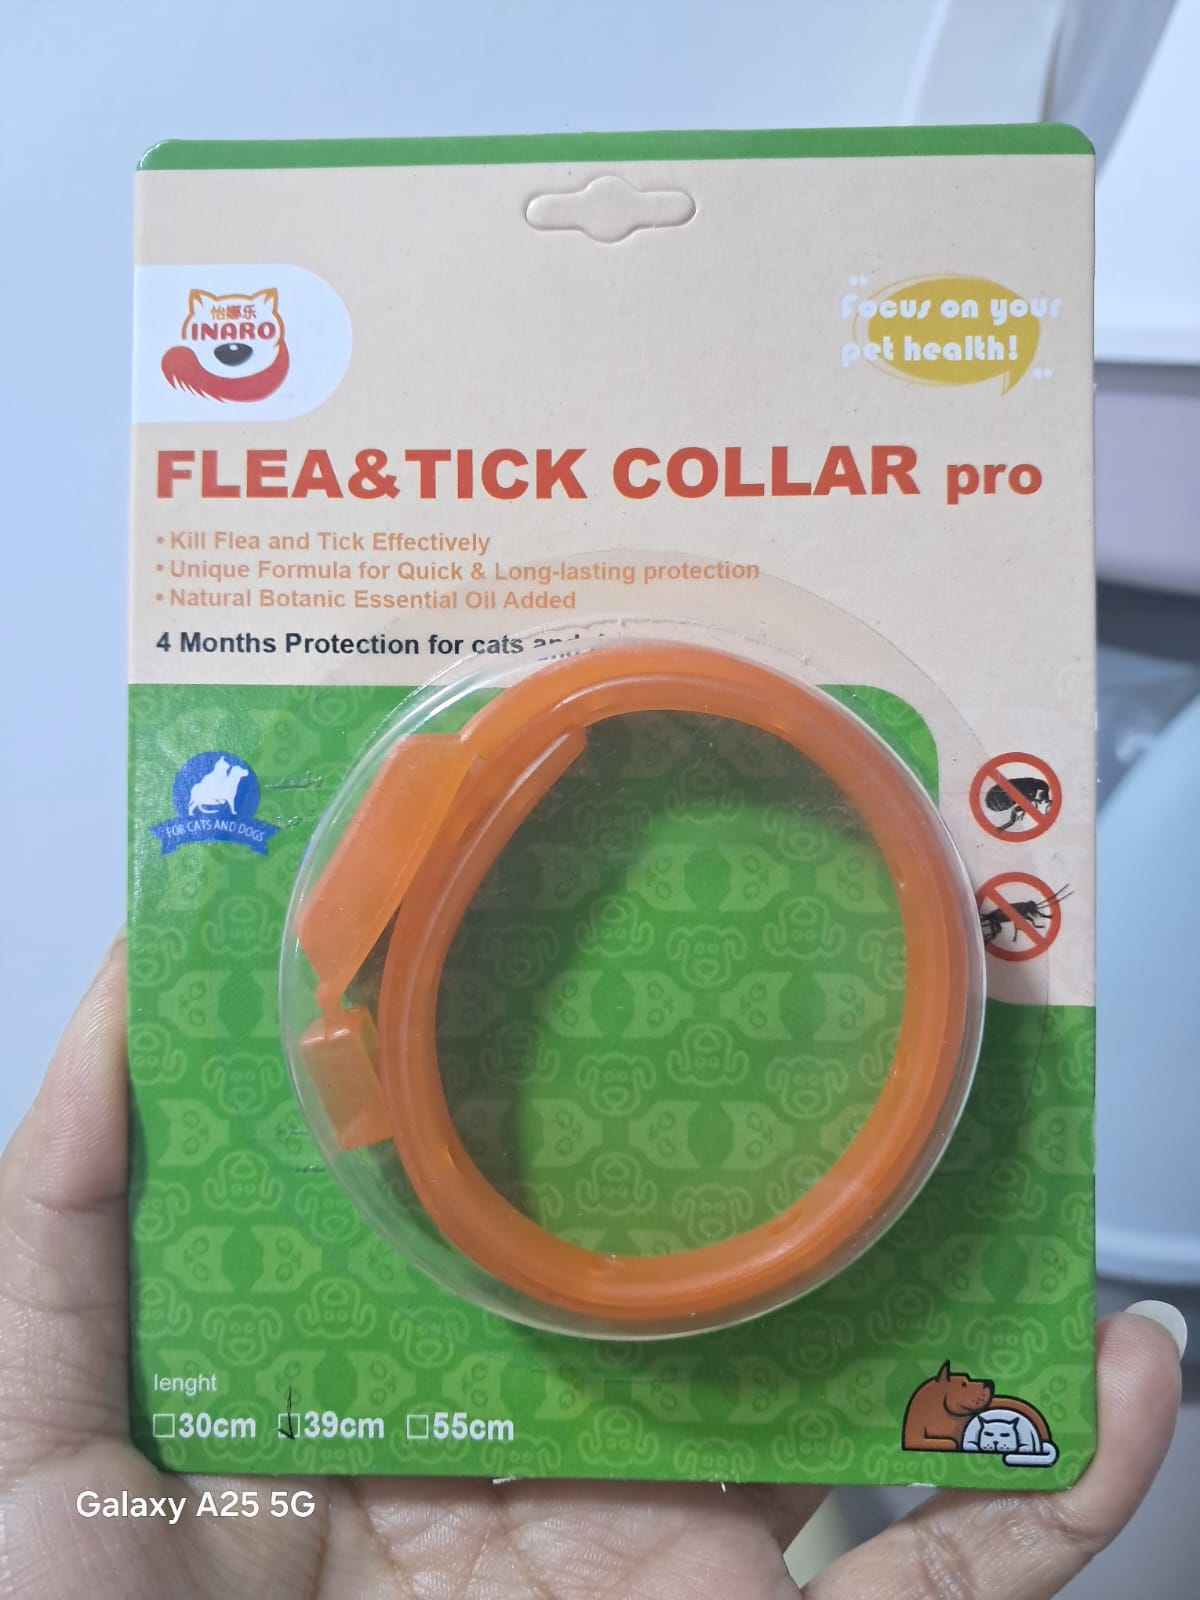 怡娜乐
INARO
"Focus on your
pet health!"
FLEA&TICK COLLAR pro
• Kill Flea and Tick Effectively
• Unique Formula for Quick & Long-lasting protection
• Natural Botanic Essential Oil Added
4 Months Protection for cats and
FOR CATS AND DOGS
lenght
□30cm □39cm □55cm
Galaxy A25 5G